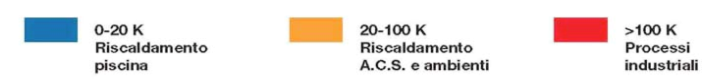 0-20 K
Riscaldamento
piscina
20-100 K
Riscaldamento
A.C.S. e ambienti
>100 K
Processi
industriali